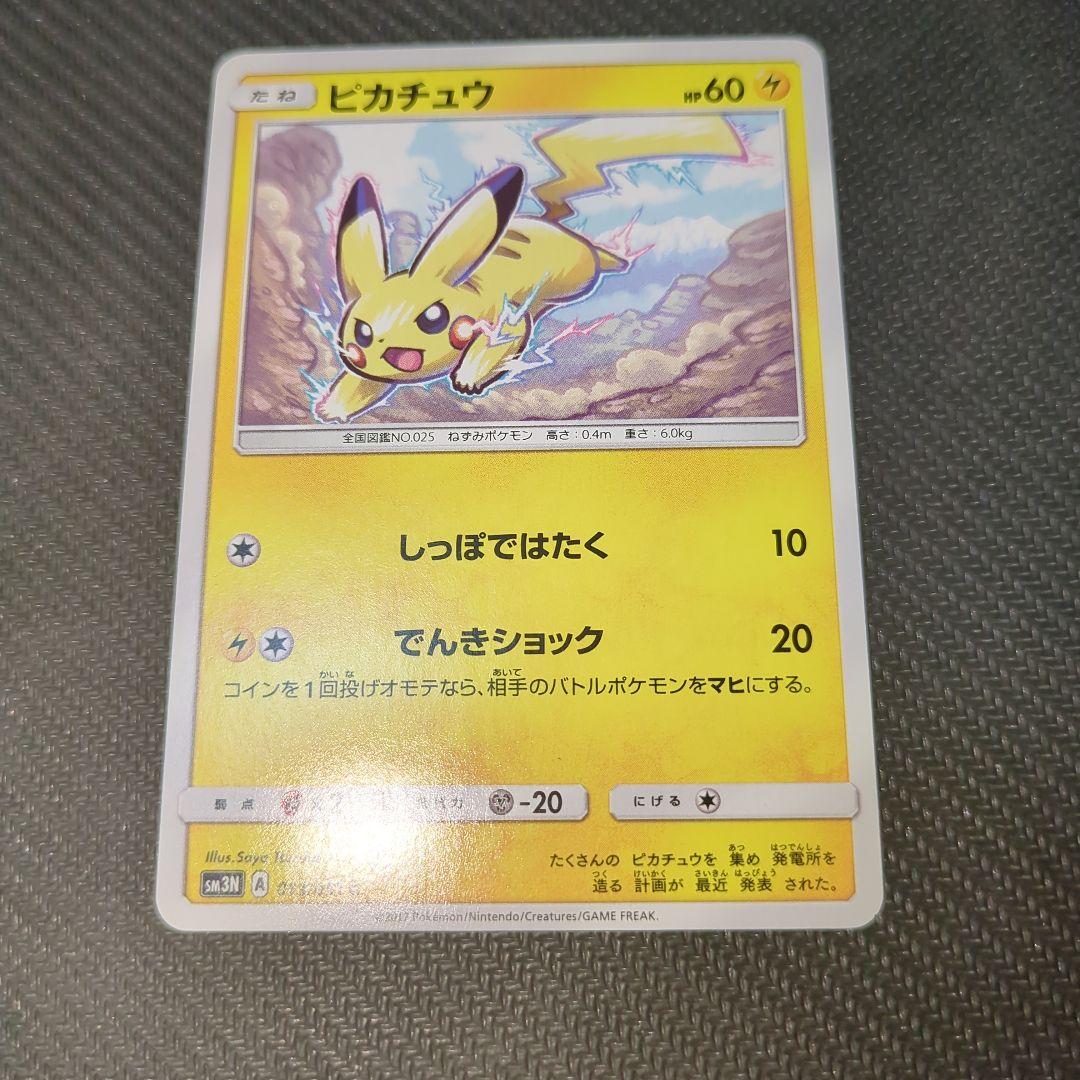 たね ピカチュウ HP60
全国図鑑NO.025 ねずみポケモン 高さ：0.4m 重さ：6.0kg
しっぽではたく 10
でんきショック 20
コインを1回投げオモテなら、相手のバトルポケモンをマヒにする。
弱点 抵抗力 -20 にげる
Illus. Saya
たくさんの ピカチュウを 集め 発電所を
SM3N A 造る 計画が 最近 発表 された。
©2017 Pokémon/Nintendo/Creatures/GAME FREAK.